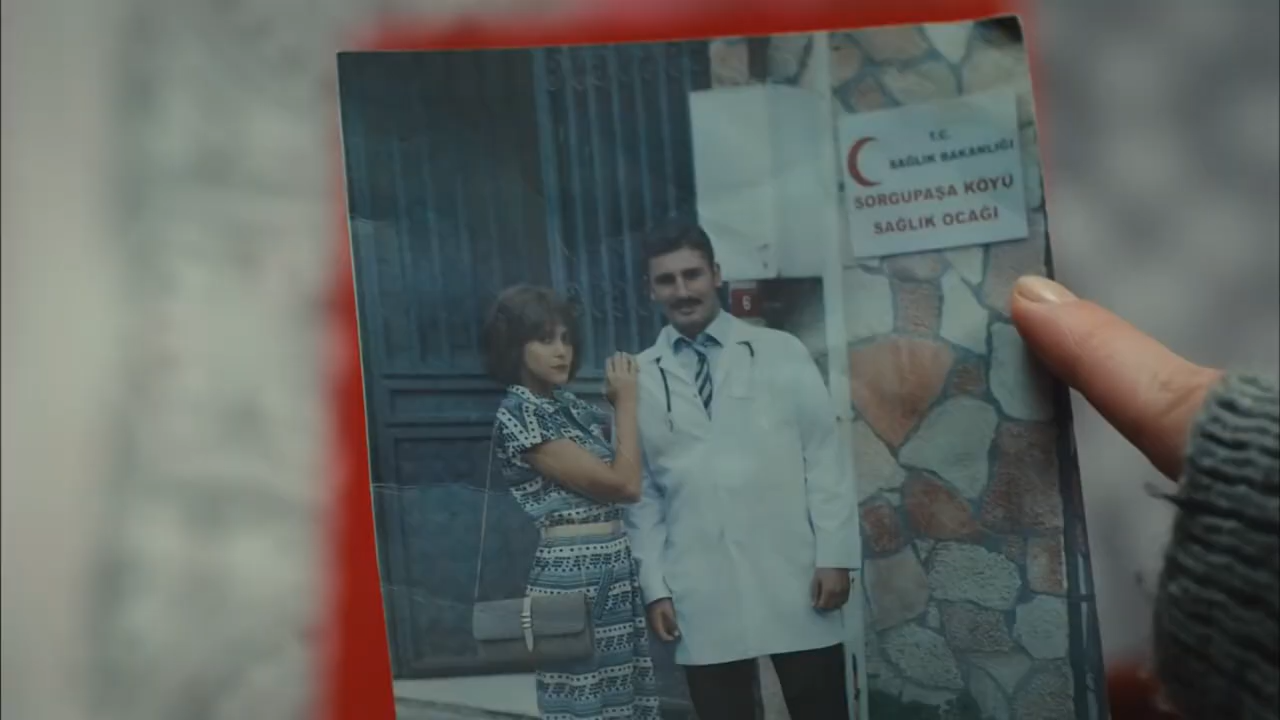 T.C.
SAĞLIK BAKANLIĞI
SORGUPAŞA KÖYÜ
SAĞLIK OCAĞI
6